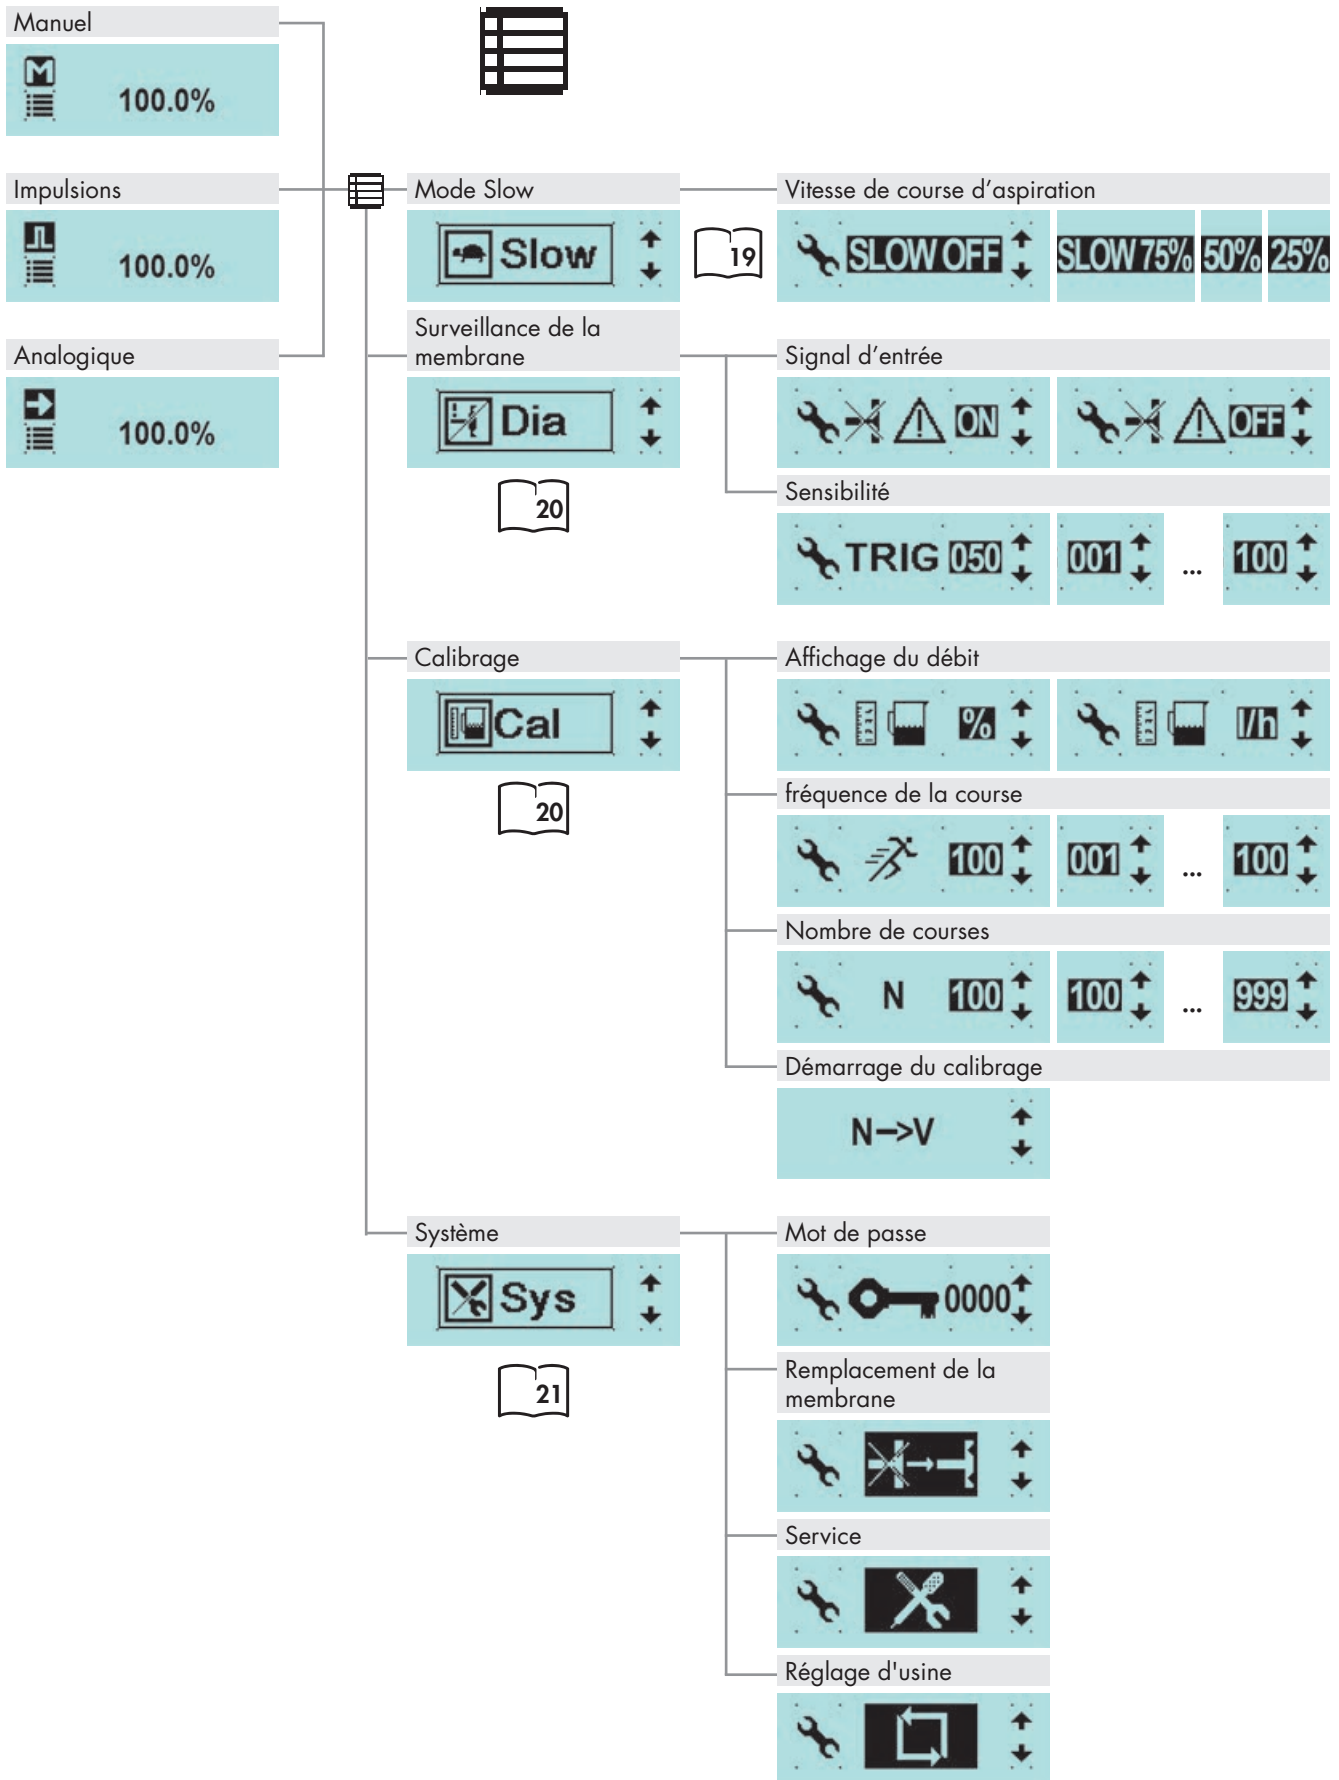 Manuel
100.0%
Impulsions
100.0%
Analogique
100.0%
Mode Slow
Slow
19
Vitesse de course d’aspiration
SLOW OFF
SLOW 75%
50%
25%
Surveillance de la
membrane
Dia
20
Signal d’entrée
ON
OFF
Sensibilité
TRIG 050
001
...
100
Calibrage
Cal
20
Affichage du débit
%
l/h
fréquence de la course
100
001
...
100
Nombre de courses
N 100
100
...
999
Démarrage du calibrage
N–>V
Système
Sys
21
Mot de passe
0000
Remplacement de la
membrane
Service
Réglage d'usine